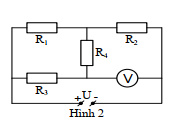 R₁ R₂
R₄
R₃ V
+ U -
Hình 2